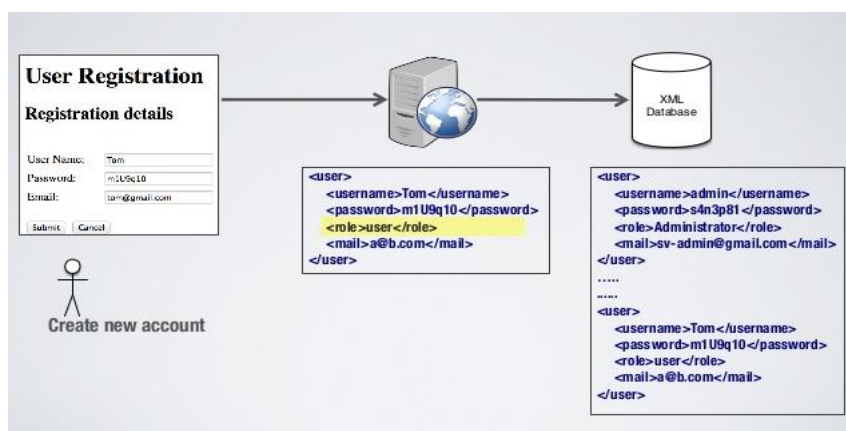 User Registration
Registration details
User Name: Tom
Password: m1U9q10
Email: tom@gmail.com
Submit Cancel
Create new account
<user>
<username>Tom</username>
<password>m1U9q10</password>
<role>user</role>
<mail>a@b.com</mail>
</user>
XML
Database
<user>
<username>admin</username>
<password>s4n3p81</password>
<role>Administrator</role>
<mail>sv-admin@gmail.com</mail>
</user>
.....
......
<user>
<username>Tom</username>
<password>m1U9q10</password>
<role>user</role>
<mail>a@b.com</mail>
</user>